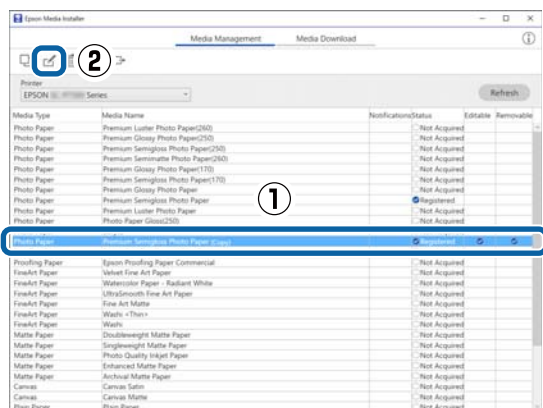 Epson Media Installer
Media Management Media Download
②
Printer
EPSON Series
Refresh
Media Type Media Name Notifications Status Editable Removable
Photo Paper Premium Luster Photo Paper(260) Not Acquired
Photo Paper Premium Glossy Photo Paper(250) Not Acquired
Photo Paper Premium Semigloss Photo Paper(250) Not Acquired
Photo Paper Premium Semimatte Photo Paper(260) Not Acquired
Photo Paper Premium Glossy Photo Paper(170) Not Acquired
Photo Paper Premium Semigloss Photo Paper(170) Not Acquired
Photo Paper Premium Glossy Photo Paper Not Acquired
Photo Paper Premium Semigloss Photo Paper Registered
Photo Paper Premium Luster Photo Paper Not Acquired
Photo Paper Photo Paper Gloss(250) Not Acquired
①
Photo Paper Premium Semigloss Photo Paper (Copy) Registered
Proofing Paper Epson Proofing Paper Commercial Not Acquired
FineArt Paper Velvet Fine Art Paper Not Acquired
FineArt Paper Watercolor Paper - Radiant White Not Acquired
FineArt Paper UltraSmooth Fine Art Paper Not Acquired
FineArt Paper Fine Art Matte Not Acquired
FineArt Paper Washi <Thin> Not Acquired
FineArt Paper Washi Not Acquired
Matte Paper Doubleweight Matte Paper Not Acquired
Matte Paper Singleweight Matte Paper Not Acquired
Matte Paper Photo Quality Inkjet Paper Not Acquired
Matte Paper Enhanced Matte Paper Not Acquired
Matte Paper Archival Matte Paper Not Acquired
Canvas Canvas Satin Not Acquired
Canvas Canvas Matte Not Acquired
Plain Paper Plain Paper Not Acquired